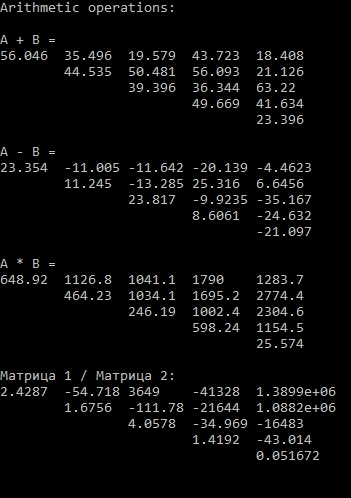 Arithmetic operations:
A + B =
56.046 35.496 19.579 43.723 18.408
44.535 50.481 56.093 21.126
39.396 36.344 63.22
49.669 41.634
23.396
A - B =
23.354 -11.005 -11.642 -20.139 -4.4623
11.245 -13.285 25.316 6.6456
23.817 -9.9235 -35.167
8.6061 -24.632
-21.097
A * B =
648.92 1126.8 1041.1 1790 1283.7
464.23 1034.1 1695.2 2774.4
246.19 1002.4 2304.6
598.24 1154.5
25.574
Матрица 1 / Матрица 2:
2.4287 -54.718 3649 -41328 1.3899e+06
1.6756 -111.78 -21644 1.0882e+06
4.0578 -34.969 -16483
1.4192 -43.014
0.051672